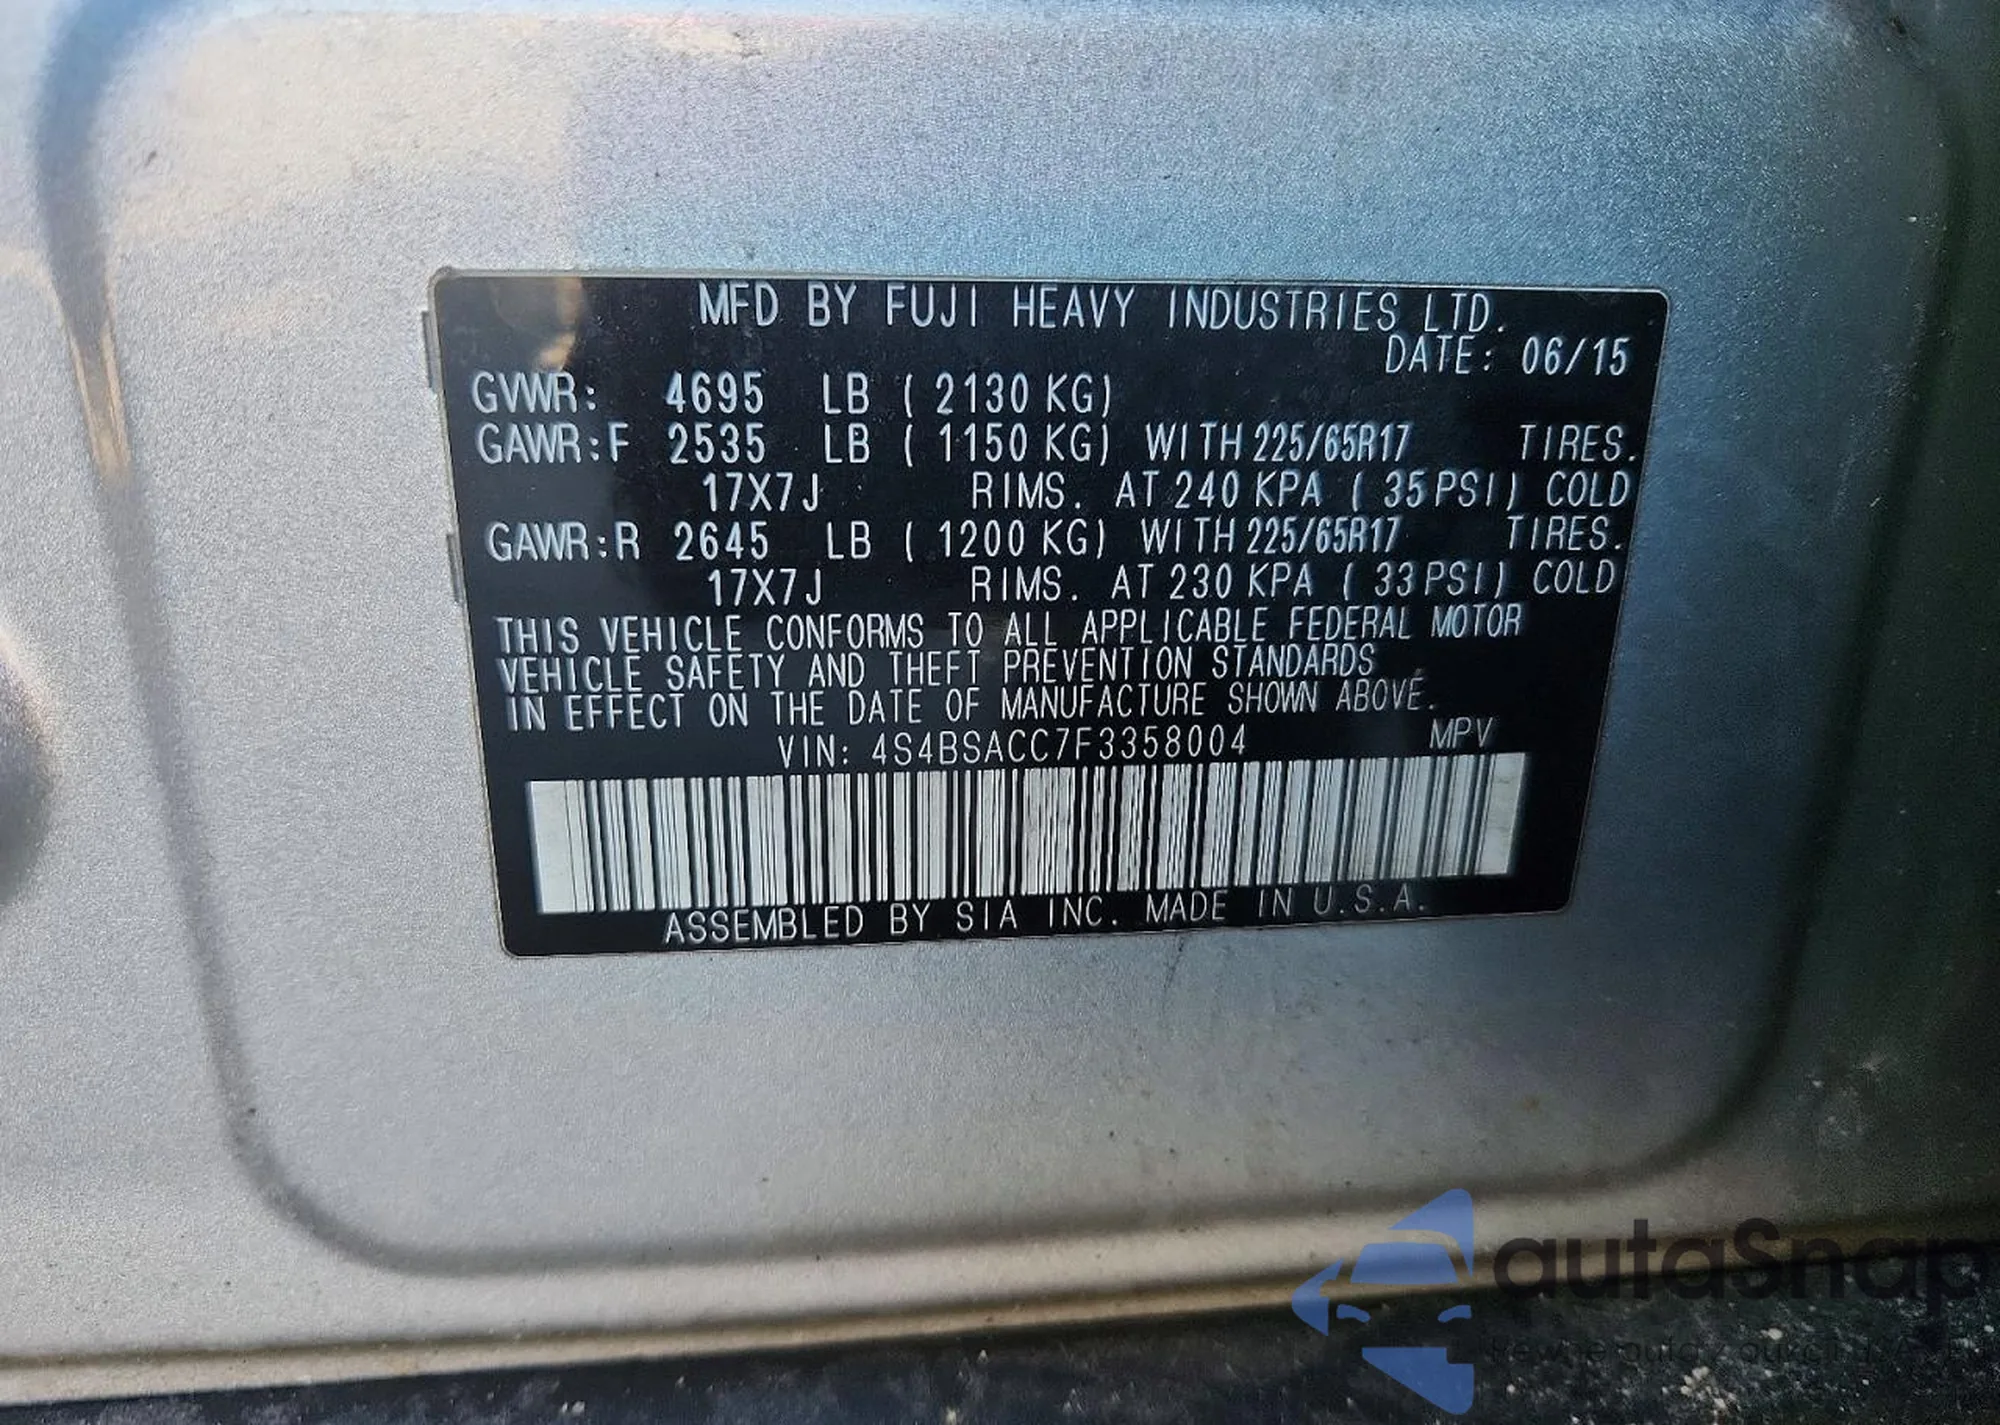 MFD BY FUJI HEAVY INDUSTRIES LTD.
DATE: 06/15
GVWR: 4695 LB ( 2130 KG)
GAWR:F 2535 LB ( 1150 KG) WITH 225/65R17 TIRES.
17X7J RIMS. AT 240 KPA ( 35 PSI) COLD
GAWR:R 2645 LB ( 1200 KG) WITH 225/65R17 TIRES.
17X7J RIMS. AT 230 KPA ( 33 PSI) COLD
THIS VEHICLE CONFORMS TO ALL APPLICABLE FEDERAL MOTOR
VEHICLE SAFETY AND THEFT PREVENTION STANDARDS
IN EFFECT ON THE DATE OF MANUFACTURE SHOWN ABOVE.
VIN: 4S4BSACC7F3358004 MPV
ASSEMBLED BY SIA INC. MADE IN U.S.A.
autaSnap